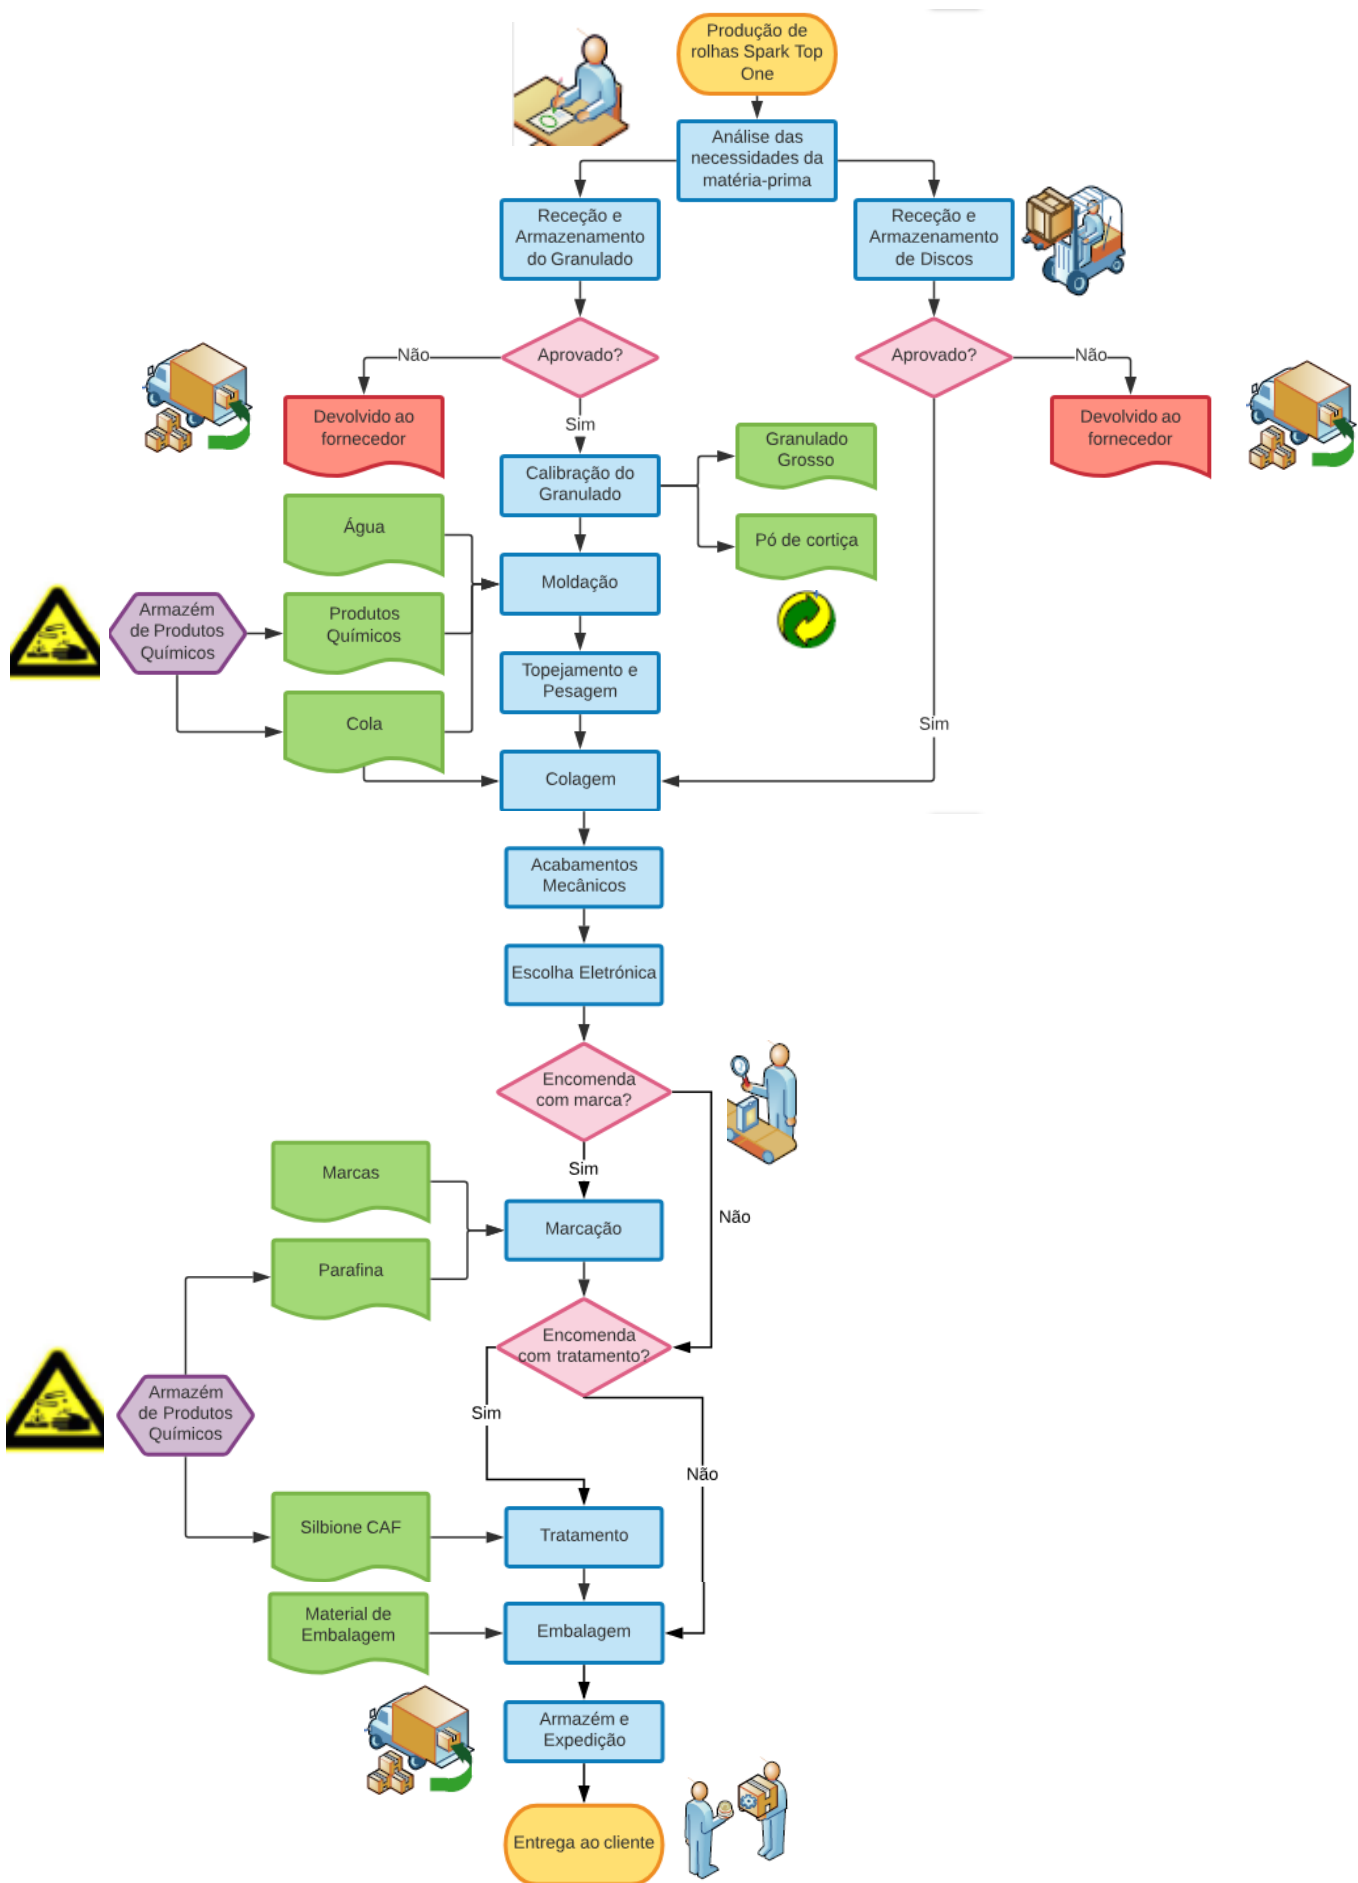 Produção de
rolhas Spark Top
One
Análise das
necessidades da
matéria-prima
Receção e
Armazenamento
do Granulado
Receção e
Armazenamento
de Discos
Aprovado?
Aprovado?
Não
Não
Devolvido ao
fornecedor
Devolvido ao
fornecedor
Sim
Granulado
Grosso
Calibração do
Granulado
Água
Pó de cortiça
Moldação
Armazém
de Produtos
Químicos
Produtos
Químicos
Topejamento e
Pesagem
Cola
Sim
Colagem
Acabamentos
Mecânicos
Escolha Eletrónica
Encomenda
com marca?
Sim
Marcas
Não
Marcação
Parafina
Encomenda
com tratamento?
Armazém
de Produtos
Químicos
Sim
Não
Silbione CAF
Tratamento
Material de
Embalagem
Embalagem
Armazém e
Expedição
Entrega ao cliente